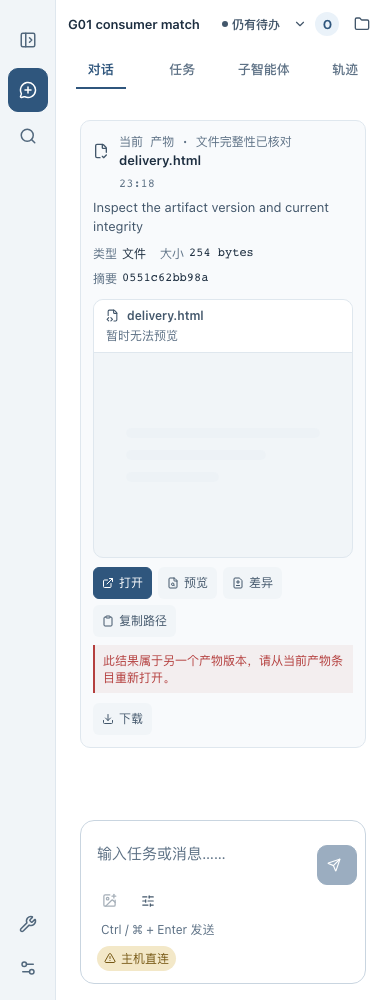 G01 consumer match
仍有待办
O
对话 任务 子智能体 轨迹
当前 产物 · 文件完整性已核对
delivery.html
23:18
Inspect the artifact version and current
integrity
类型 文件 大小 254 bytes
摘要 0551c62bb98a
delivery.html
暂时无法预览
打开 预览 差异
复制路径
此结果属于另一个产物版本，请从当前产物条
目重新打开。
下载
输入任务或消息……
Ctrl / ⌘ + Enter 发送
主机直连